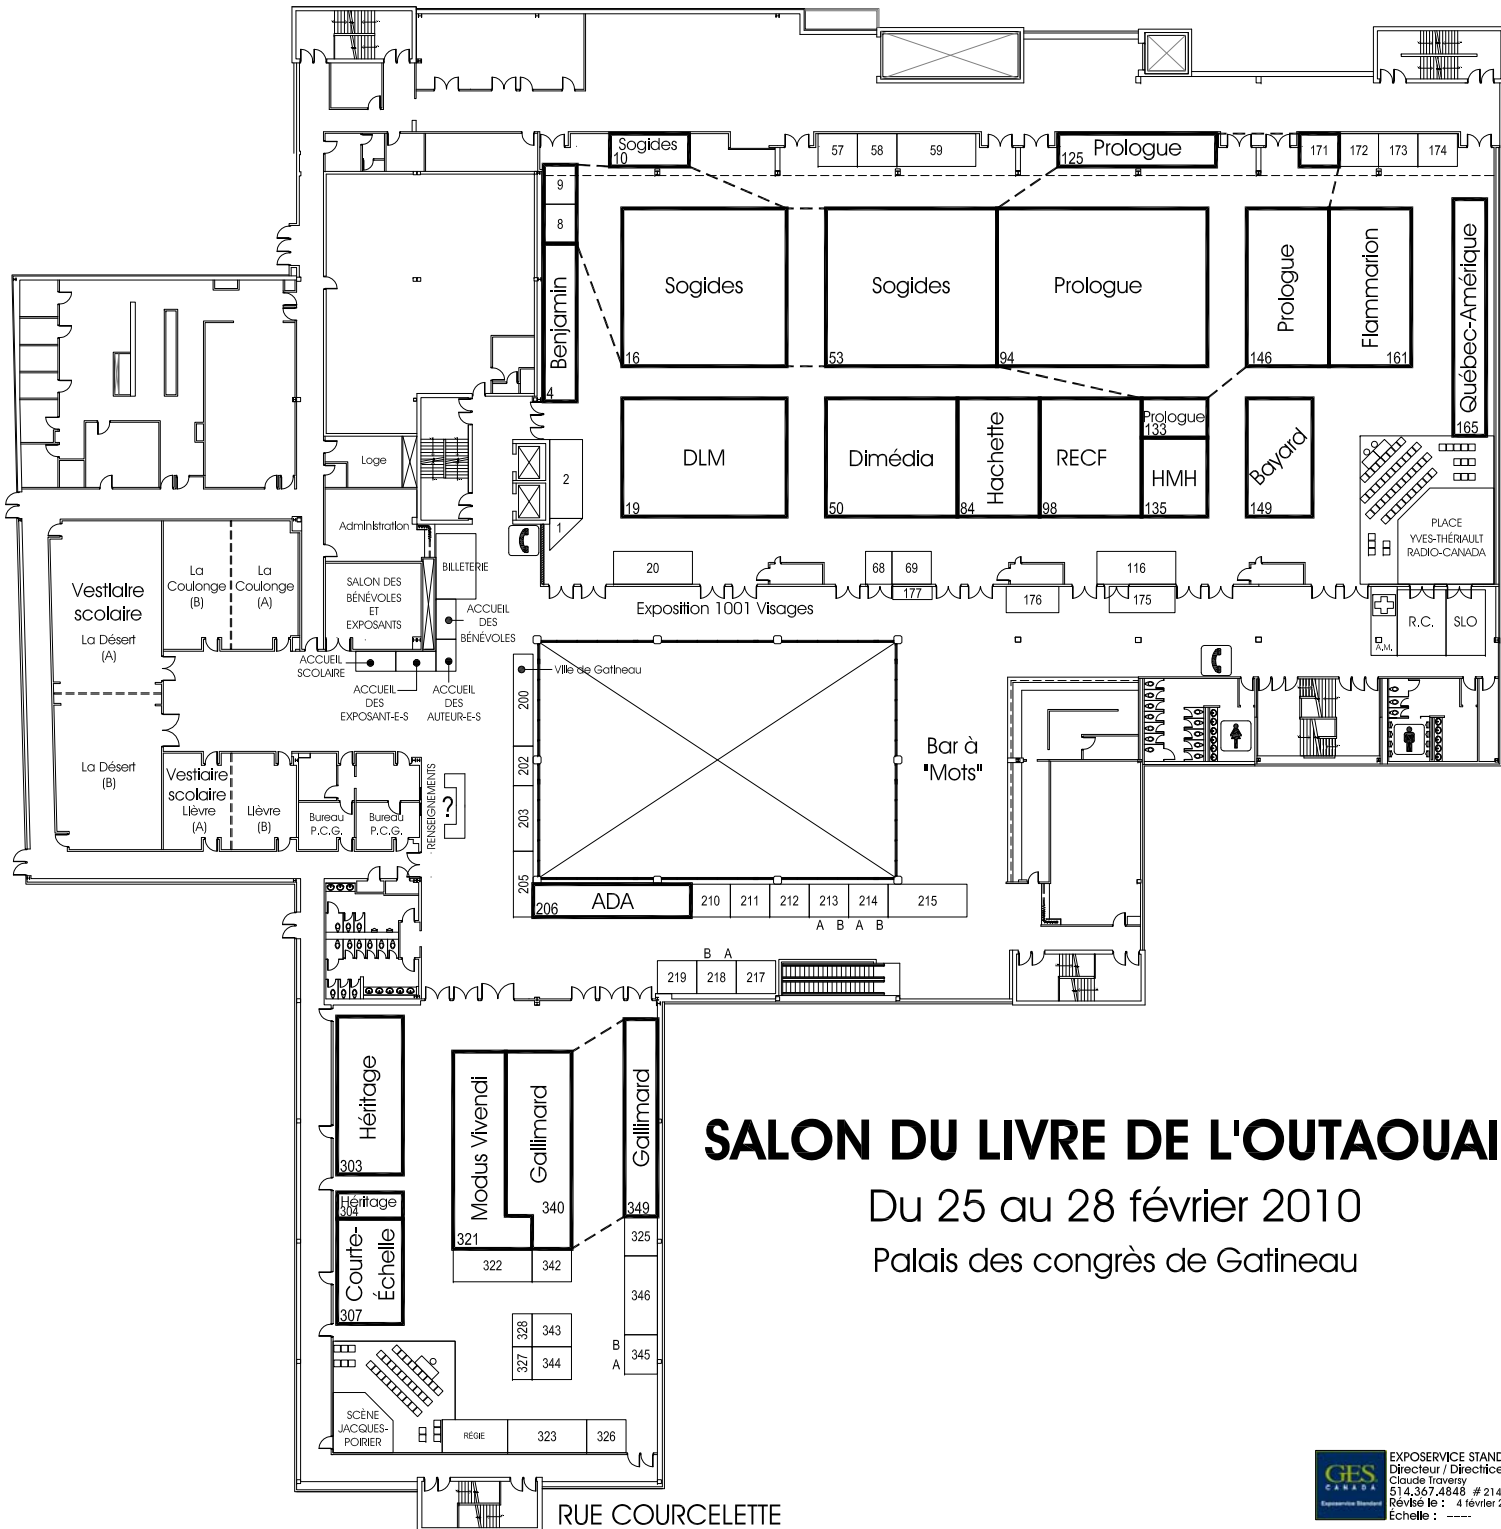 Sogides
10
57
58
59
125
Prologue
171
172
173
174
9
8
Benjamin
4
Sogides
16
Sogides
53
Prologue
94
Prologue
146
Flammarion
161
Québec-Amérique
165
Loge
2
1
DLM
19
Dimédia
50
Hachette
84
RECF
98
Prologue
133
HMH
135
Bayard
149
PLACE
YVES-THÉRIAULT
RADIO-CANADA
Administration
BILLETERIE
20
68
69
177
116
176
175
Exposition 1001 Visages
Vestiaire
scolaire
La Désert
(A)
La
Coulonge
(B)
La
Coulonge
(A)
SALON DES
BÉNÉVOLES
ET
EXPOSANTS
ACCUEIL
DES
BÉNÉVOLES
ACCUEIL
SCOLAIRE
ACCUEIL
DES
EXPOSANT-E-S
ACCUEIL
DES
AUTEUR-E-S
Ville de Gatineau
200
202
203
205
A.M.
R.C.
SLO
Bar à
"Mots"
La Désert
(B)
Vestiaire
scolaire
Lièvre
(A)
Lièvre
(B)
Bureau
P.C.G.
Bureau
P.C.G.
RENSEIGNEMENTS
?
206
ADA
210
211
212
213
214
215
A B A B
B A
219
218
217
Héritage
303
Héritage
304
Courte-
Échelle
307
Modus Vivendi
321
Gallimard
340
Gallimard
349
322
342
325
346
328
343
327
344
B
A
345
SCÈNE
JACQUES-
POIRIER
RÉGIE
323
326
RUE COURCELETTE
SALON DU LIVRE DE L'OUTAOUAI
Du 25 au 28 février 2010
Palais des congrès de Gatineau
GES
CANADA
Exposervice Standard
EXPOSERVICE STAND
Directeur / Directrice
Claude Traversy
514.367.4848 # 214
Révisé le : 4 février 2
Échelle : ----